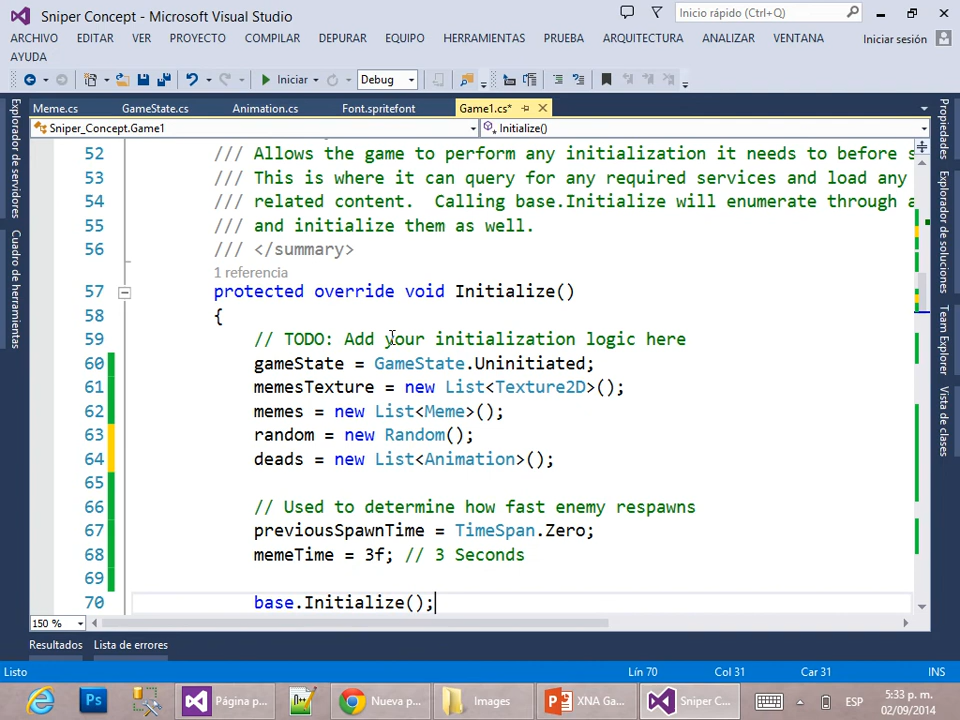 Sniper Concept - Microsoft Visual Studio
Inicio rápido (Ctrl+Q)
ARCHIVO EDITAR VER PROYECTO COMPILAR DEPURAR EQUIPO HERRAMIENTAS PRUEBA ARQUITECTURA ANALIZAR VENTANA
Iniciar sesión
AYUDA
Iniciar Debug
Meme.cs GameState.cs Animation.cs Font.spritefont Game1.cs*
Sniper_Concept.Game1 Initialize()
Explorador de servidores
Cuadro de herramientas
52 /// Allows the game to perform any initialization it needs to before s
53 /// This is where it can query for any required services and load any
54 /// related content.  Calling base.Initialize will enumerate through a
55 /// and initialize them as well.
56 /// </summary>
1 referencia
57 protected override void Initialize()
58 {
59 // TODO: Add your initialization logic here
60 gameState = GameState.Uninitiated;
61 memesTexture = new List<Texture2D>();
62 memes = new List<Meme>();
63 random = new Random();
64 deads = new List<Animation>();
65
66 // Used to determine how fast enemy respawns
67 previousSpawnTime = TimeSpan.Zero;
68 memeTime = 3f; // 3 Seconds
69
70 base.Initialize();
Propiedades
Explorador de soluciones
Team Explorer
Vista de clases
150 %
Resultados Lista de errores
Listo Lín 70 Col 31 Car 31 INS
Ps Página p... Nueva p... Images XNA Ga... Sniper C... ESP 5:33 p. m.
02/09/2014